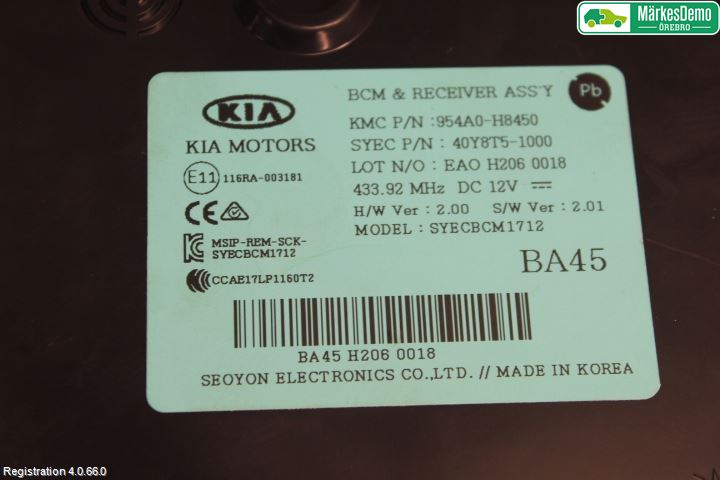 MärkesDemo
ÖREBRO
KIA
KIA MOTORS
BCM & RECEIVER ASS'Y
Pb
KMC P/N :954A0-H8450
SYEC P/N : 40Y8T5-1000
LOT N/O : EAO H206 0018
433.92 MHz DC 12V
H/W Ver : 2.00 S/W Ver : 2.01
MODEL : SYECBCM1712
E11 116RA-003181
CE
MSIP-REM-SCK-
SYECBCM1712
CCAE17LP1160T2
BA45
BA45 H206 0018
SEOYON ELECTRONICS CO.,LTD. // MADE IN KOREA
Registration 4.0.66.0